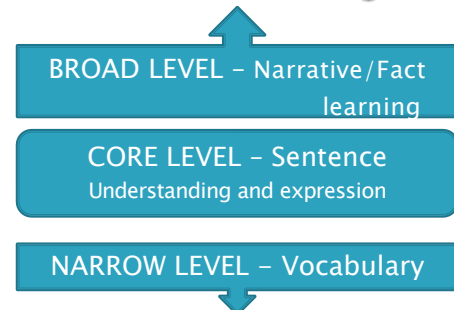 BROAD LEVEL – Narrative/Fact
learning
CORE LEVEL – Sentence
Understanding and expression
NARROW LEVEL – Vocabulary